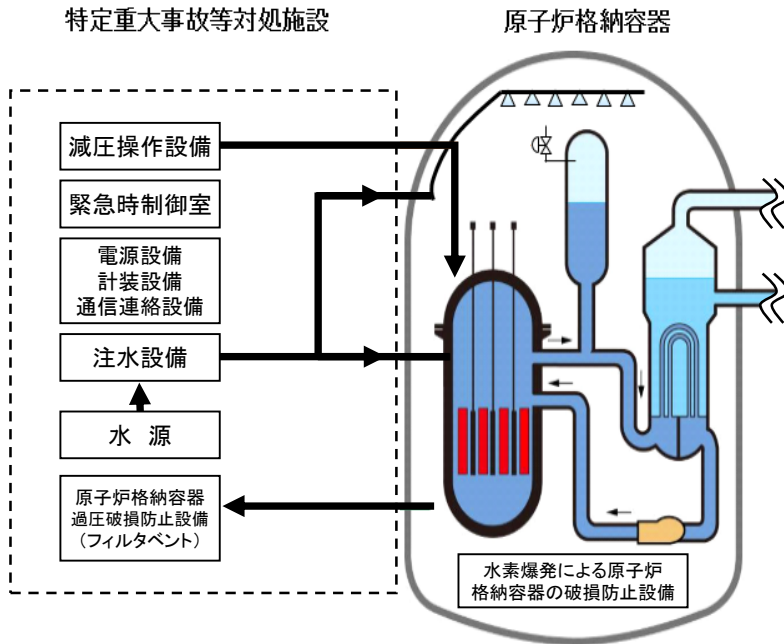 特定重大事故等対処施設
原子炉格納容器
減圧操作設備
緊急時制御室
電源設備
計装設備
通信連絡設備
注水設備
水 源
原子炉格納容器
過圧破損防止設備
（フィルタベント）
水素爆発による原子炉
格納容器の破損防止設備